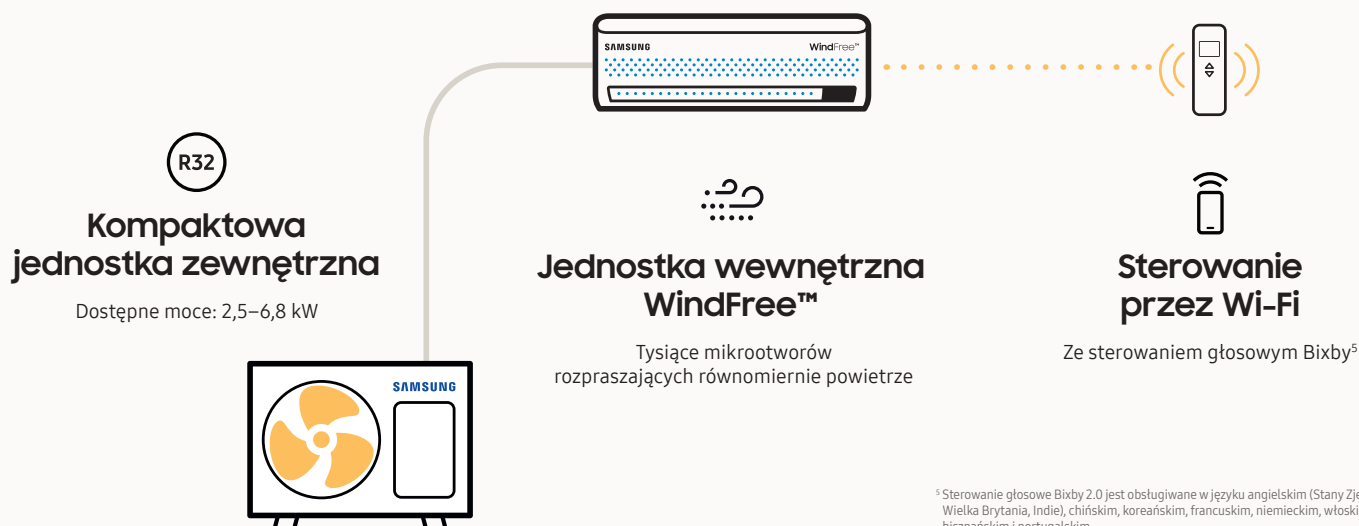 SAMSUNG
WindFree™
R32
Kompaktowa
jednostka zewnętrzna
Dostępne moce: 2,5–6,8 kW
SAMSUNG
Jednostka wewnętrzna
WindFree™
Tysiące mikrootworów
rozpraszających równomiernie powietrze
Sterowanie
przez Wi-Fi
Ze sterowaniem głosowym Bixby⁵
⁵ Sterowanie głosowe Bixby 2.0 jest obsługiwane w języku angielskim (Stany
Wielka Brytania, Indie), chińskim, koreańskim, francuskim, niemieckim,